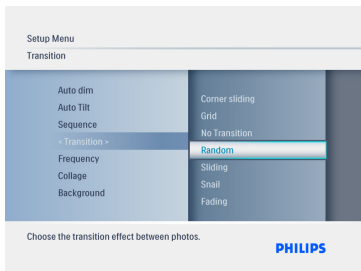 Setup Menu
Transition
Auto dim
Auto Tilt
Sequence
« Transition »
Frequency
Collage
Background
Corner sliding
Grid
No Transition
Random
Sliding
Snail
Fading
Choose the transition effect between photos.
PHILIPS